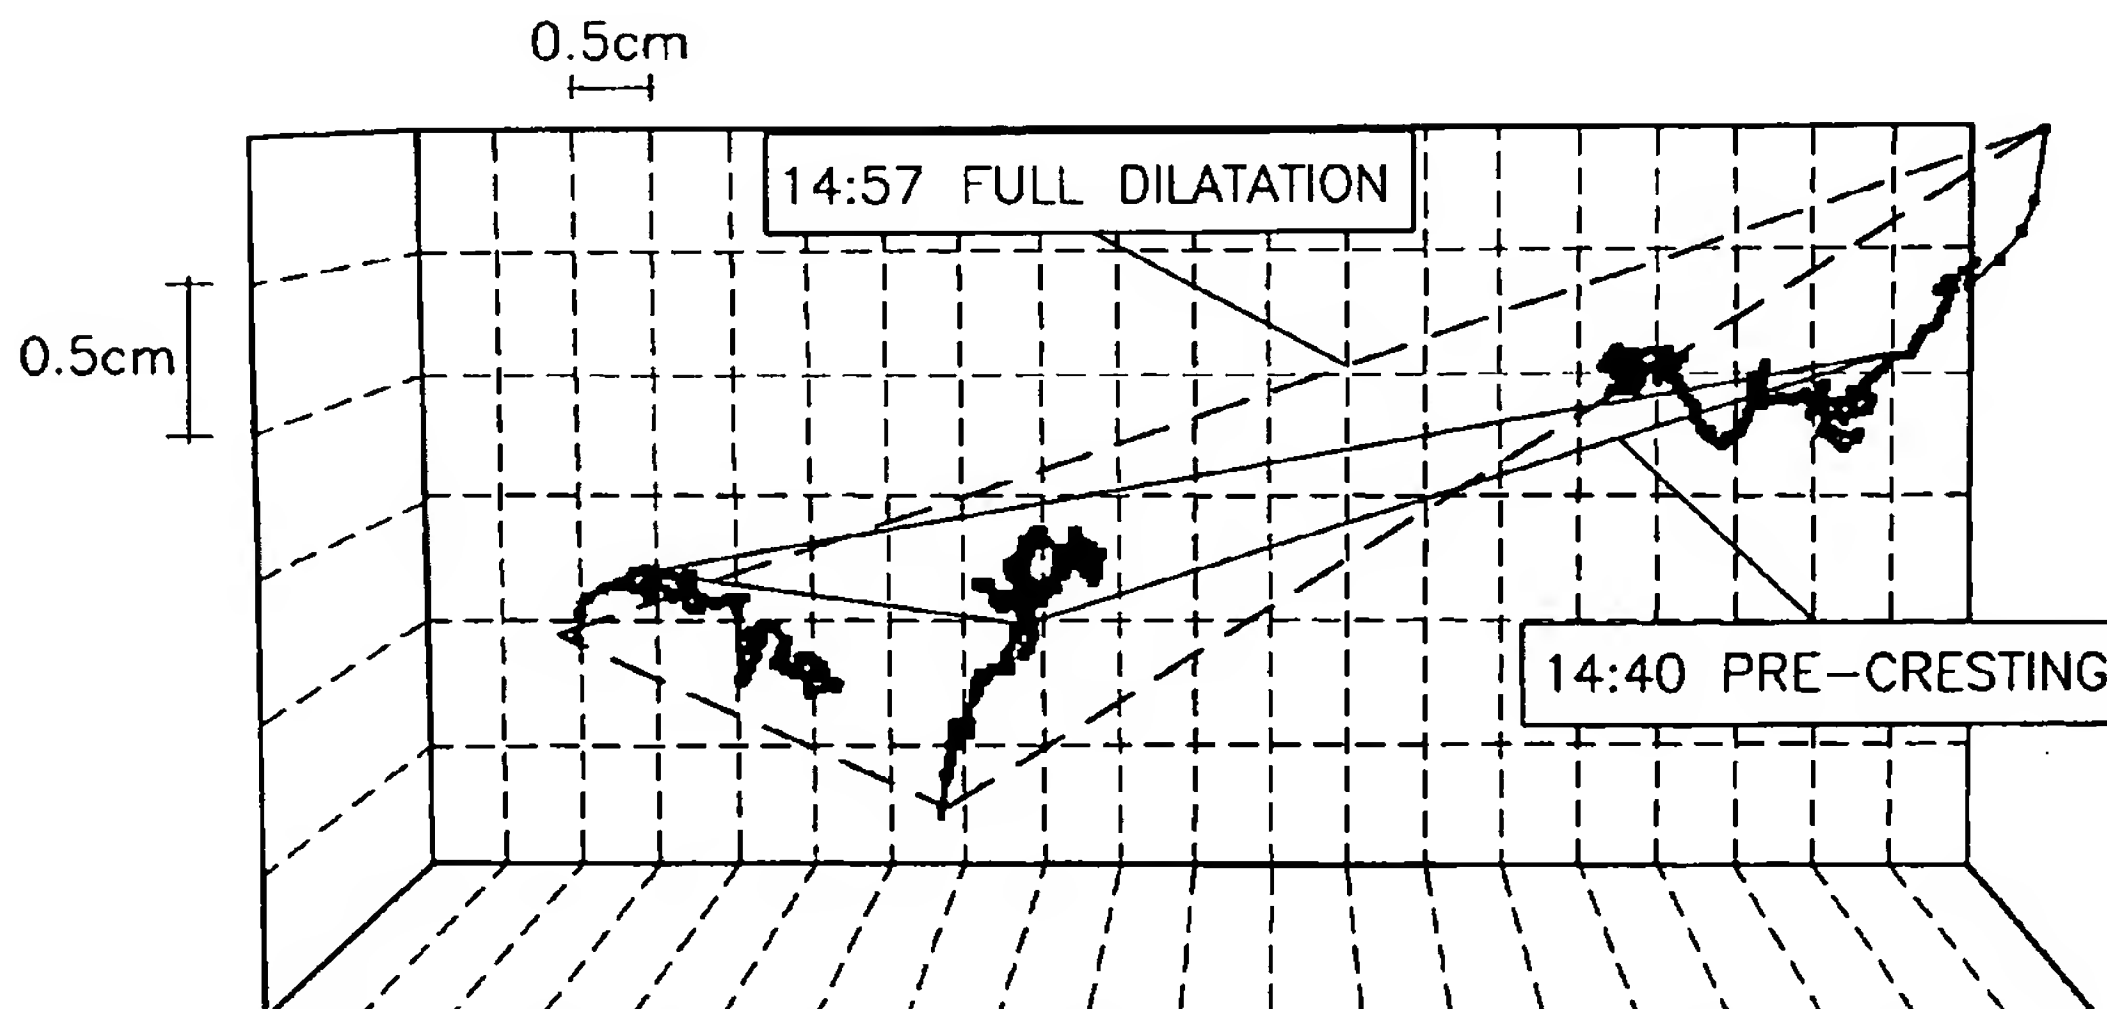 0.5cm
14:57 FULL DILATATION
0.5cm
14:40 PRE-CRESTING